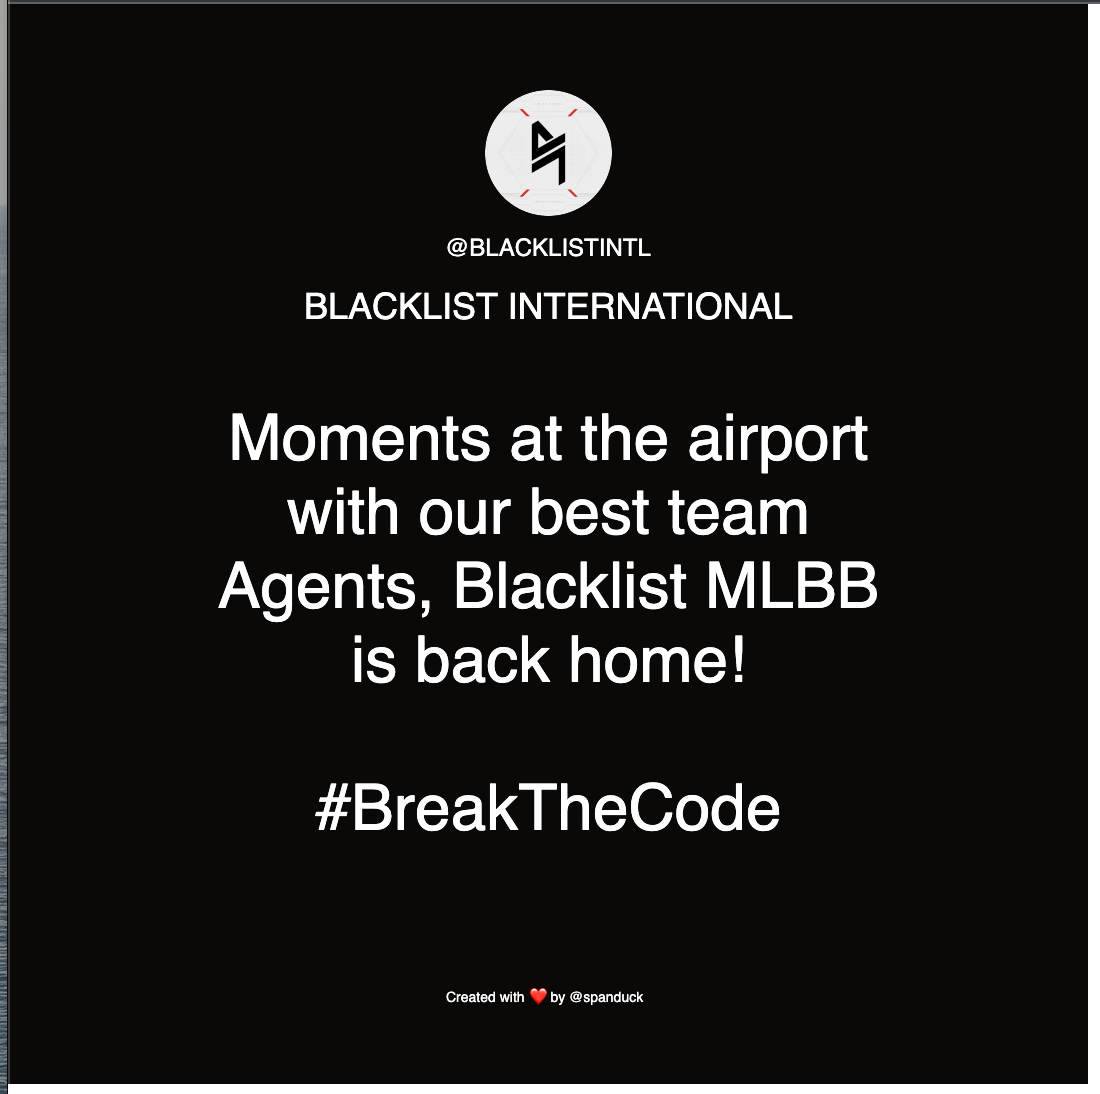 @BLACKLISTINTL
BLACKLIST INTERNATIONAL
Moments at the airport
with our best team
Agents, Blacklist MLBB
is back home!
#BreakTheCode
Created with ❤️ by @spanduck